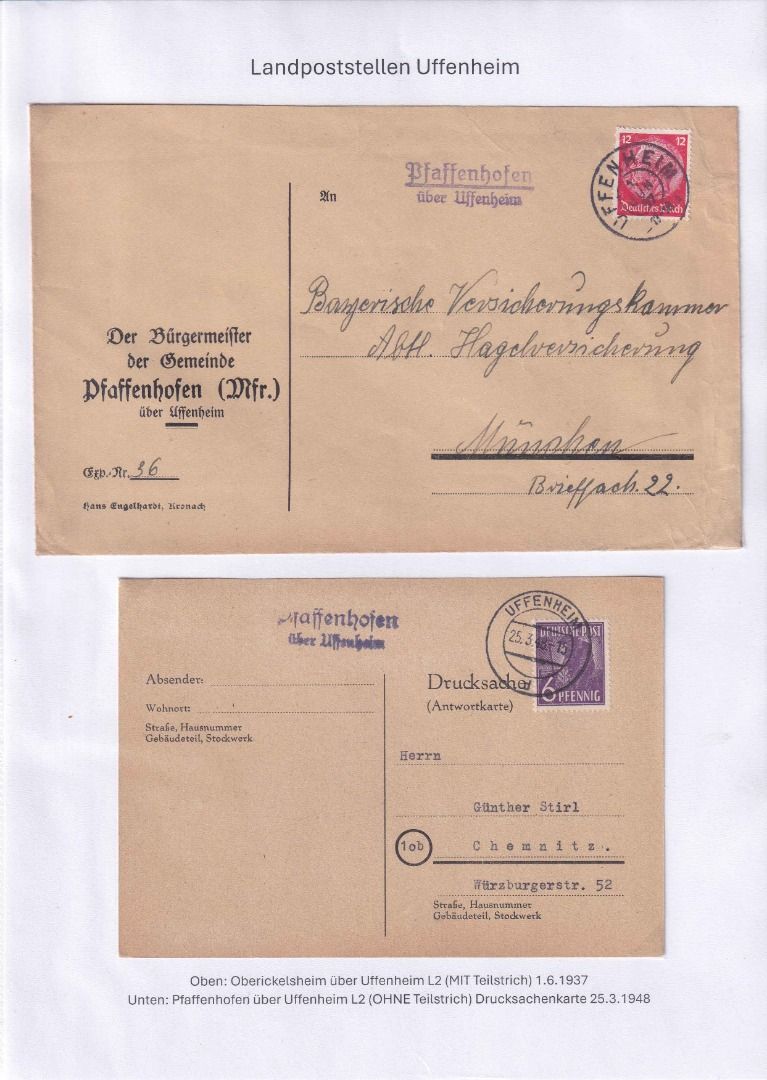 Landpoststellen Uffenheim
Pfaffenhofen
über Uffenheim
12 12
Deutsches Reich
UFFENHEIM
An
Bayerische Versicherungskammer
Abtl. Hagelversicherung
München
Brieffach 22.
Der Bürgermeister
der Gemeinde
Pfaffenhofen (Mfr.)
über Uffenheim
Exp.-Nr. 36
Hans Engelhardt, Kronach
Pfaffenhofen
über Uffenheim
UFFENHEIM
25.3.48
DEUTSCHE POST
6 PFENNIG
Absender:
Wohnort:
Straße, Hausnummer
Gebäudeteil, Stockwerk
Drucksache
(Antwortkarte)
Herrn
Günther Stirl
10b
Chemnitz.
Würzburgerstr. 52
Straße, Hausnummer
Gebäudeteil, Stockwerk
Oben: Oberickelsheim über Uffenheim L2 (MIT Teilstrich) 1.6.1937
Unten: Pfaffenhofen über Uffenheim L2 (OHNE Teilstrich) Drucksachenkarte 25.3.1948